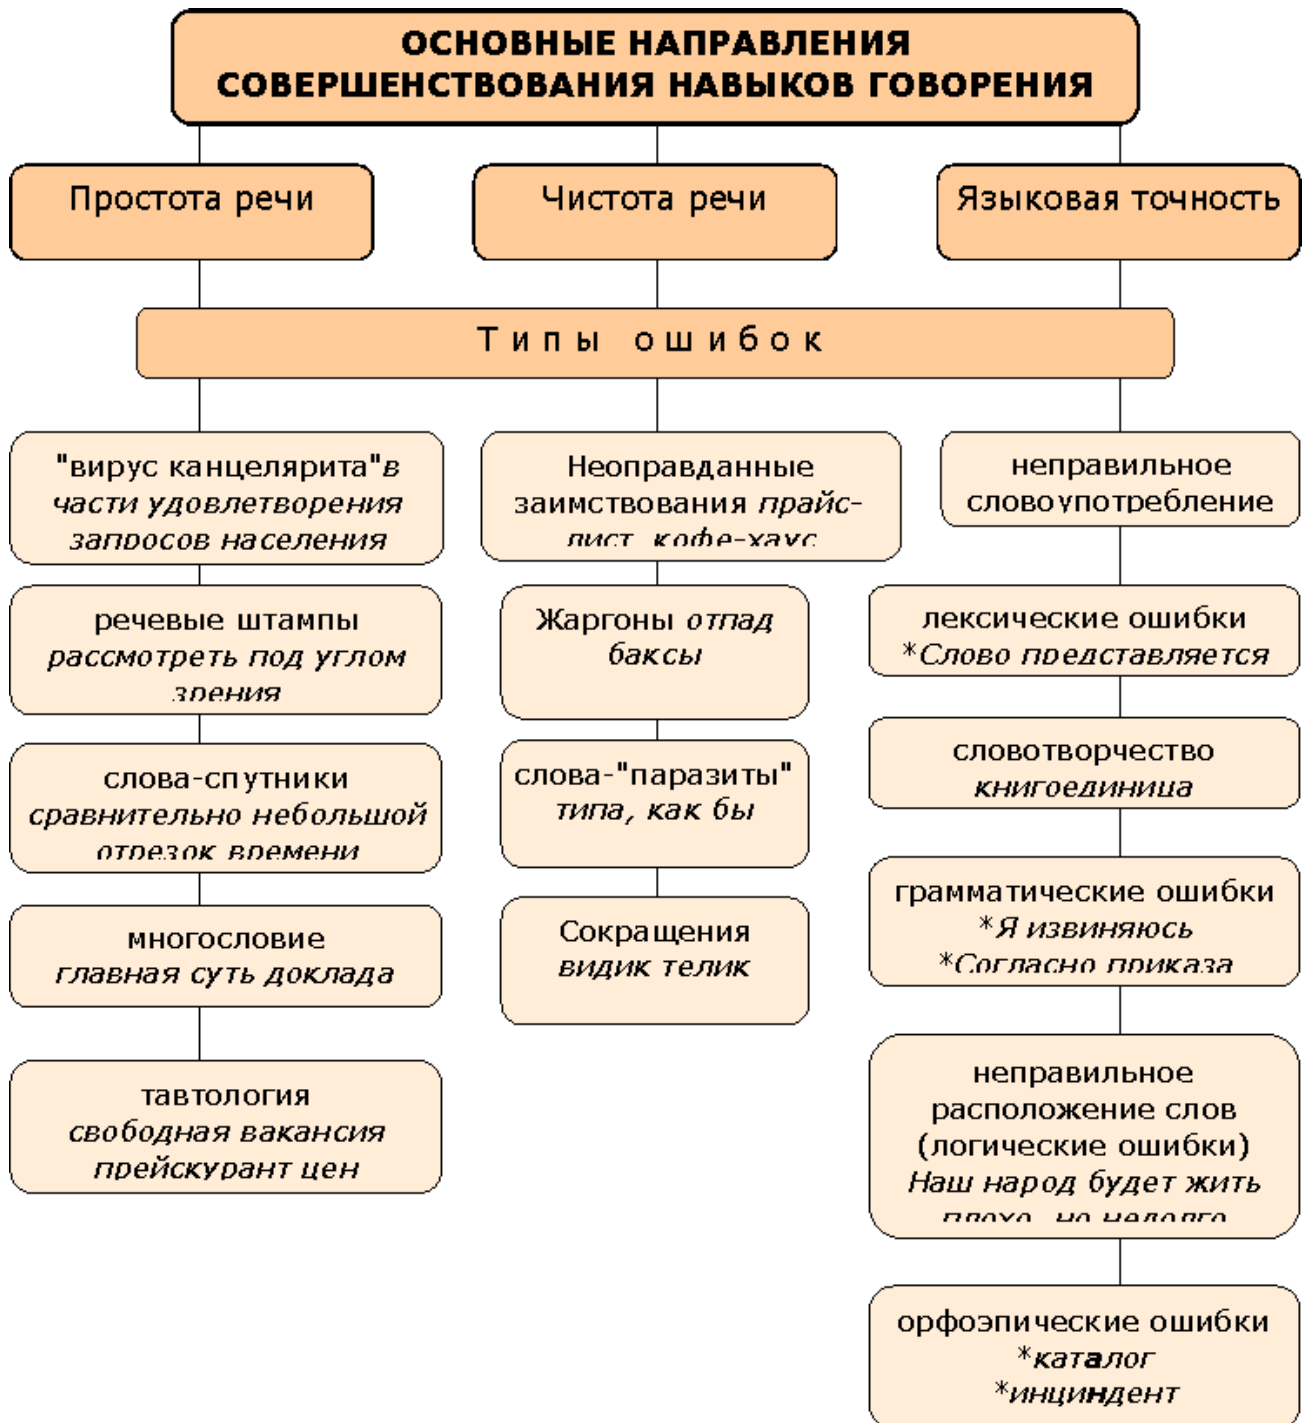 ОСНОВНЫЕ НАПРАВЛЕНИЯ
СОВЕРШЕНСТВОВАНИЯ НАВЫКОВ ГОВОРЕНИЯ
Простота речи
Чистота речи
Языковая точность
Типы ошибок
"вирус канцелярита"в
части удовлетворения
запросов населения
речевые штампы
рассмотреть под углом
зрения
слова-спутники
сравнительно небольшой
отрезок времени
многословие
главная суть доклада
тавтология
свободная вакансия
прейскурант цен
Неоправданные
заимствования прайс-
лист, кофе-хаус
Жаргоны отпад
баксы
слова-"паразиты"
типа, как бы
Сокращения
видик телик
неправильное
словоупотребление
лексические ошибки
*Слово представляется
словотворчество
книгоединица
грамматические ошибки
*Я извиняюсь
*Согласно приказа
неправильное
расположение слов
(логические ошибки)
Наш народ будет жить
плохо, но недолго
орфоэпические ошибки
*каталог
*инциндент